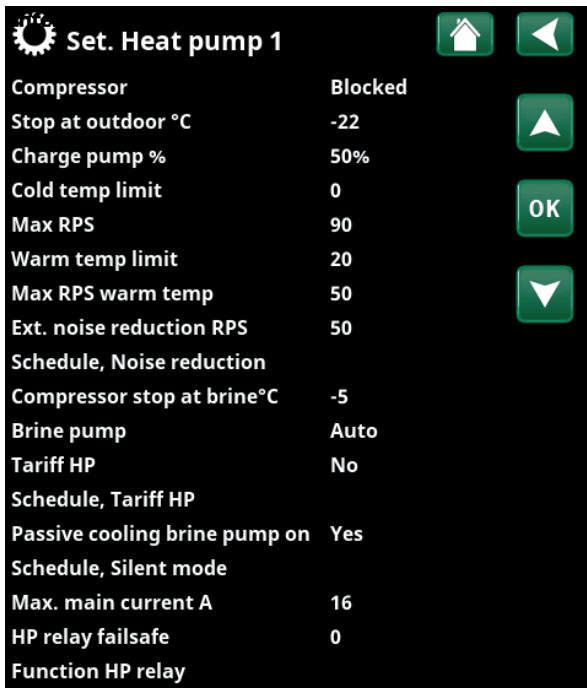 Set. Heat pump 1
Compressor Blocked
Stop at outdoor °C -22
Charge pump % 50%
Cold temp limit 0
OK
Max RPS 90
Warm temp limit 20
Max RPS warm temp 50
Ext. noise reduction RPS 50
Schedule, Noise reduction
Compressor stop at brine°C -5
Brine pump Auto
Tariff HP No
Schedule, Tariff HP
Passive cooling brine pump on Yes
Schedule, Silent mode
Max. main current A 16
HP relay failsafe 0
Function HP relay